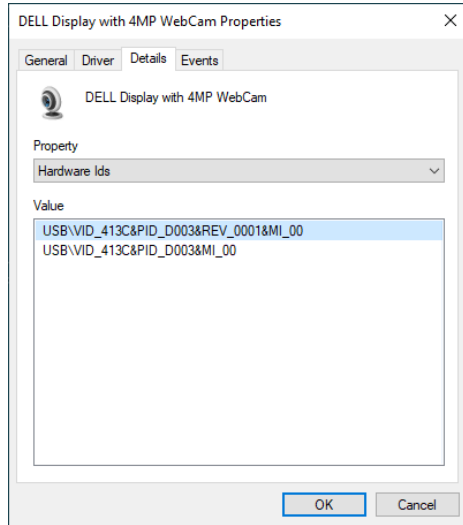 DELL Display with 4MP WebCam Properties
General Driver Details Events
DELL Display with 4MP WebCam
Property
Hardware Ids
Value
USB\VID_413C&PID_D003&REV_0001&MI_00
USB\VID_413C&PID_D003&MI_00
OK Cancel